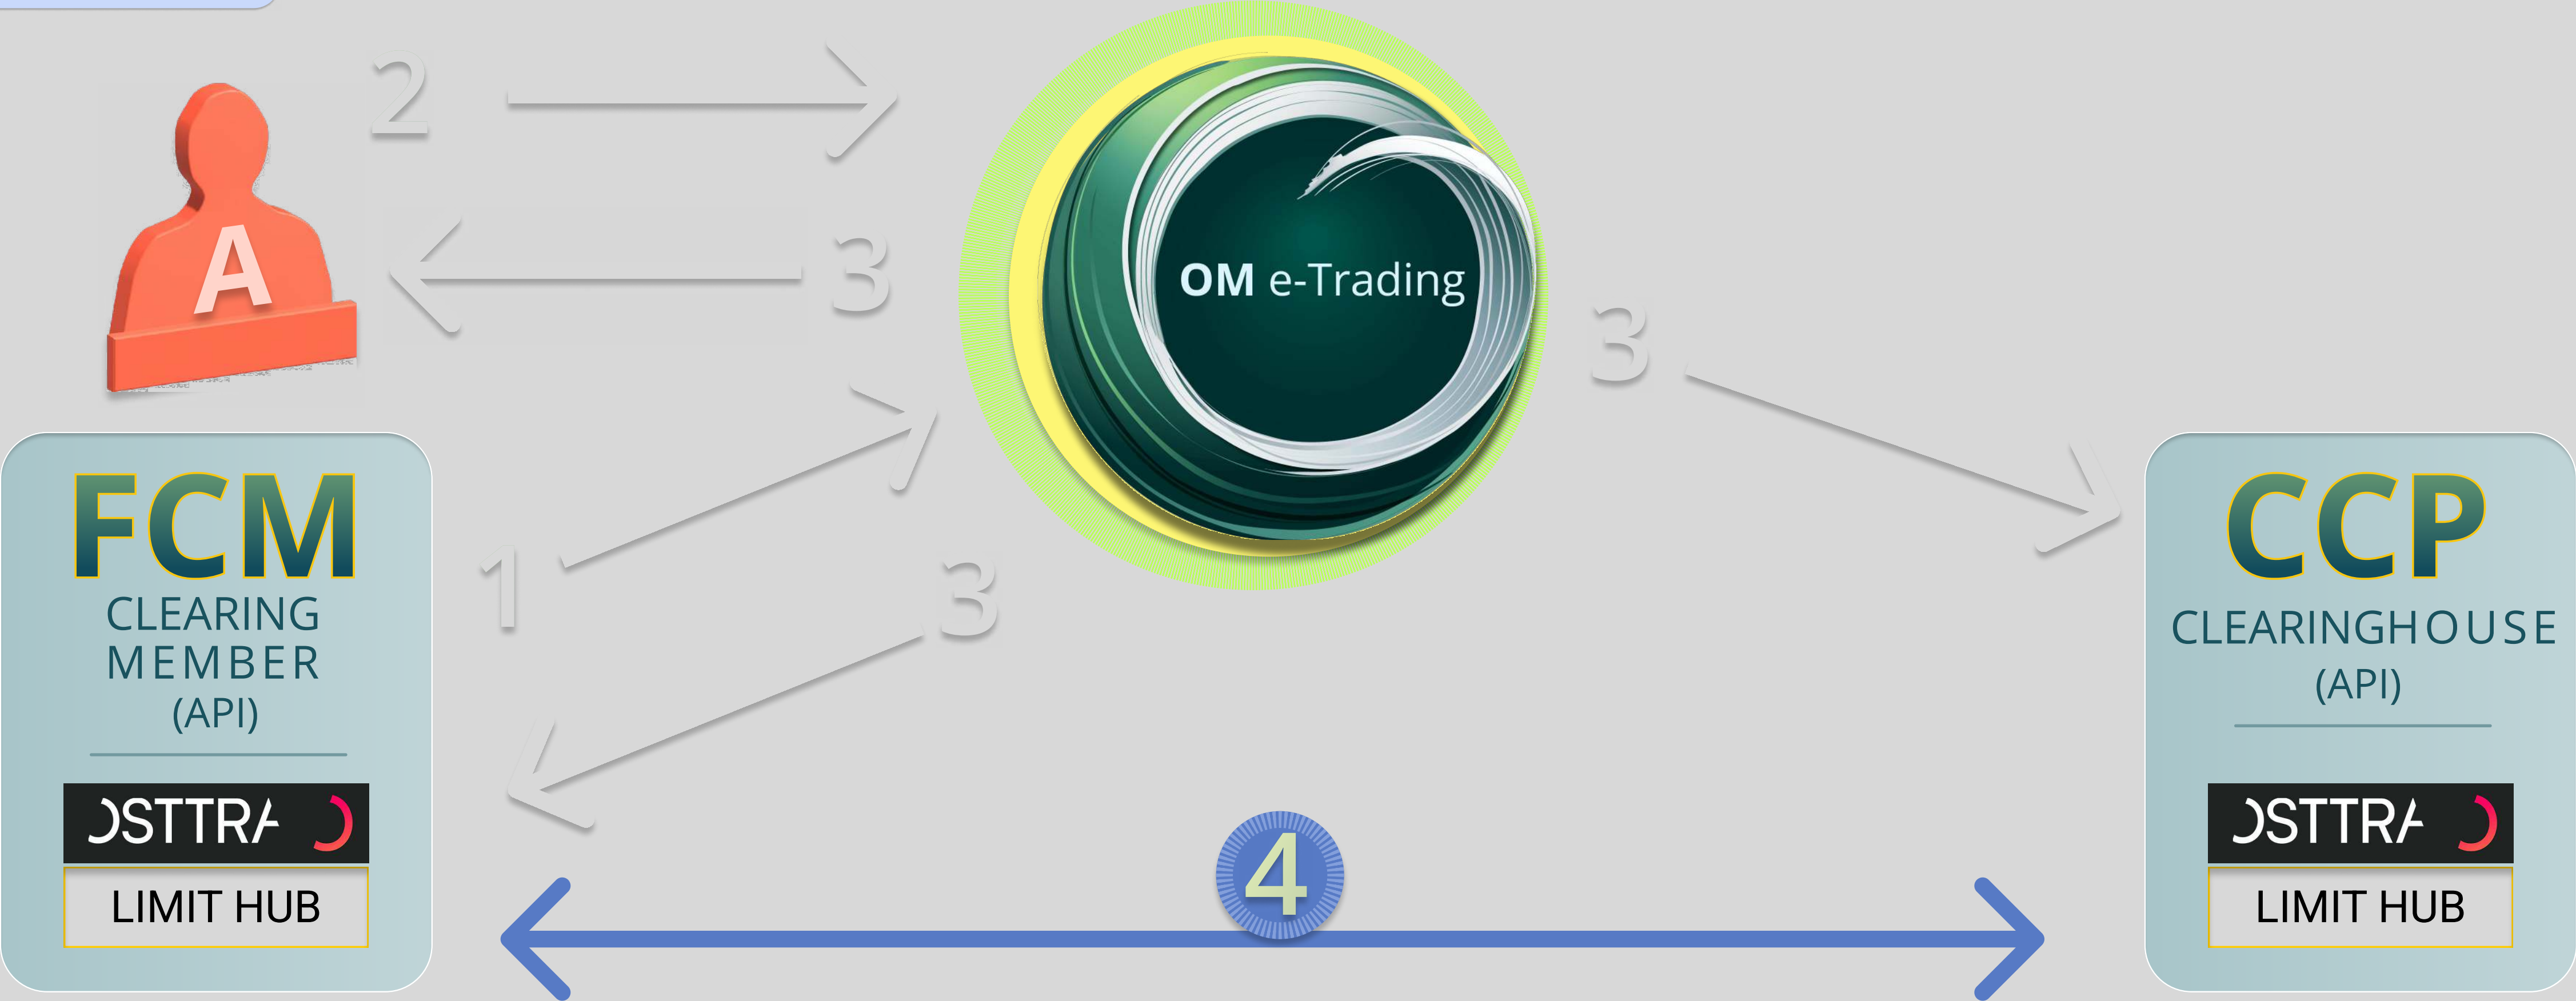 2
A
3
OM e-Trading
3
FCM
CLEARING
MEMBER
(API)
1
3
CCP
CLEARINGHOUSE
(API)
OSTTRA
LIMIT HUB
4
OSTTRA
LIMIT HUB